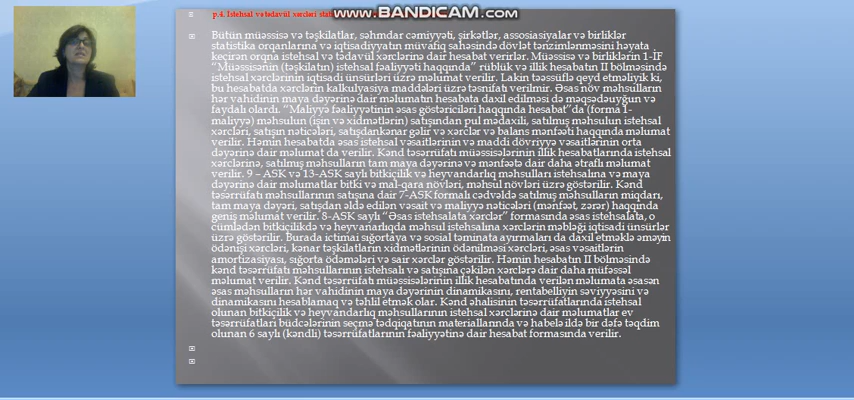 p.4. Istehsal və tədavül xərcləri
WWW.BANDICAM.COM
Bütün müəssisə və təşkilatlar, səhmdar cəmiyyəti, şirkətlər, assosiasiyalar və birliklər
statistika orqanlarına və iqtisadiyyatın müvafiq sahəsində dövlət tənzimlənməsini həyata
keçirən orqna istehsal və tədavül xərclərinə dair hesabat verirlər. Müəssisə və birliklərin 1-IF
"Müəssisənin (təşkilatın) istehsal fəaliyyəti haqqında" rüblük və illik hesabatın II bölməsində
istehsal xərclərinin iqtisadi ünsürləri üzrə məlumat verilir. Lakin təəssüflə qeyd etməliyik ki,
bu hesabatda xərclərin kalkulyasiya maddələri üzrə təsnifatı verilmir. Əsas növ məhsulların
hər vahidinin maya dəyərinə dair məlumatın hesabata daxil edilməsi də məqsədəuyğun və
faydalı olardı. "Maliyyə fəaliyyətinin əsas göstəriciləri haqqında hesabat"da (forma 1-
maliyyə) məhsulun (işin və xidmətlərin) satışından pul mədaxili, satılmış məhsulun istehsal
xərcləri, satışın nəticələri, satışdankənar gəlir və xərclər və balans mənfəəti haqqında məlumat
verilir. Həmin hesabatda əsas istehsal vəsaitlərinin və maddi dövriyyə vəsaitlərinin orta
dəyərinə dair məlumat da verilir. Kənd təsərrüfatı müəssisələrinin illik hesabatlarında istehsal
xərclərinə, satılmış məhsulların tam maya dəyərinə və mənfəətə dair daha ətraflı məlumat
verilir. 9 – ASK və 13-ASK saylı bitkiçilik və heyvandarlıq məhsulları istehsalına və maya
dəyərinə dair məlumatlar bitki və mal-qara növləri, məhsul növləri üzrə göstərilir. Kənd
təsərrüfatı məhsullarının satışına dair 7-ASK formalı cədvəldə satılmış məhsulların miqdarı,
tam maya dəyəri, satışdan əldə edilən vəsait və maliyyə nəticələri (mənfəət, zərər) haqqında
geniş məlumat verilir. 8-ASK saylı "Əsas istehsalata xərclər" formasında əsas istehsalata, o
cümlədən bitkiçilikdə və heyvanarlıqda məhsul istehsalına xərclərin məbləği iqtisadi ünsürlər
üzrə göstərilir. Burada ictimai sığortaya və sosial təminata ayırmaları da daxil etməklə əməyin
ödənişi xərcləri, kənar təşkilatların xidmətlərinin ödənilməsi xərcləri, əsas vəsaitlərin
amortizasiyası, sığorta ödəmələri və sair xərclər göstərilir. Həmin hesabatın II bölməsində
kənd təsərrüfatı məhsullarının istehsalı və satışına çəkilən xərclərə dair daha müfəssəl
məlumat verilir. Kənd təsərrüfatı müəssisələrinin illik hesabatında verilən məlumata əsasən
əsas məhsulların hər vahidinin maya dəyərinin dinamikasını, rentabelliyin səviyyəsini və
dinamikasını hesablamaq və təhlil etmək olar. Kənd əhalisinin təsərrüfatlarında istehsal
olunan bitkiçilik və heyvandarlıq məhsullarının istehsal xərclərinə dair məlumatlar ev
təsərrüfatları büdcələrinin seçmə tədqiqatının materiallarında və habelə ildə bir dəfə təqdim
olunan 6 saylı (kəndli) təsərrüfatlarının fəaliyyətinə dair hesabat formasında verilir.